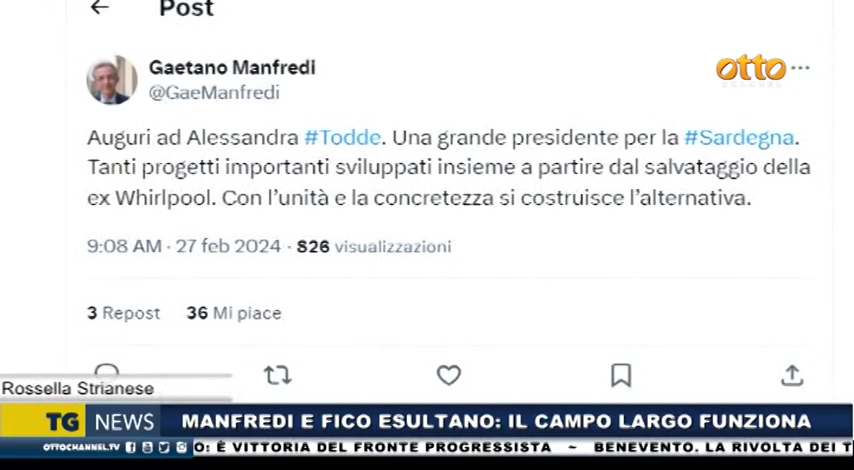 Post
Gaetano Manfredi
@GaeManfredi
otto
CHANNEL
Auguri ad Alessandra #Todde. Una grande presidente per la #Sardegna.
Tanti progetti importanti sviluppati insieme a partire dal salvataggio della
ex Whirlpool. Con l'unità e la concretezza si costruisce l'alternativa.
9:08 AM · 27 feb 2024 · 826 visualizzazioni
3 Repost 36 Mi piace
Rossella Strianese
TG NEWS MANFREDI E FICO ESULTANO: IL CAMPO LARGO FUNZIONA
OTTOCHANNEL.TV O: È VITTORIA DEL FRONTE PROGRESSISTA ~ BENEVENTO. LA RIVOLTA DEI T